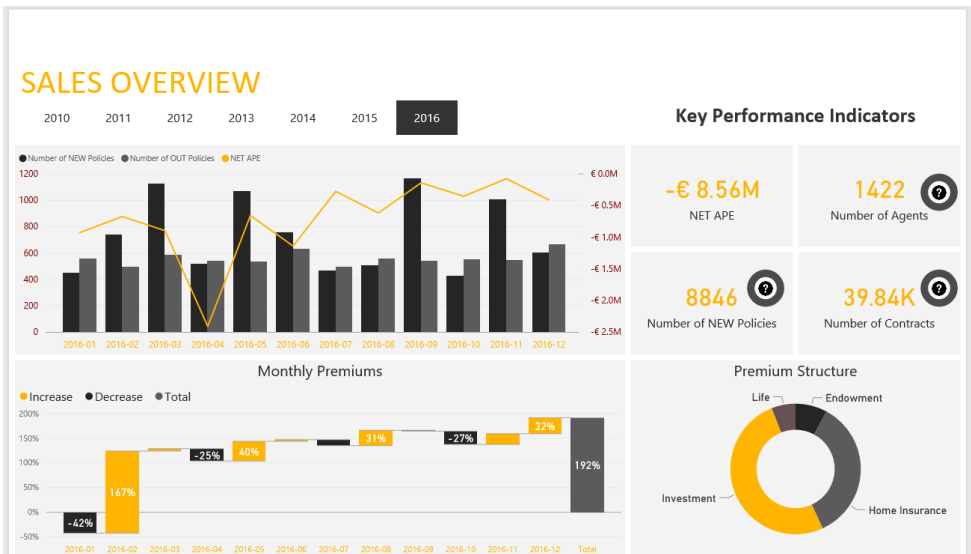 SALES OVERVIEW
2010 2011 2012 2013 2014 2015 2016
Key Performance Indicators
Number of NEW Policies Number of OUT Policies NET APE
1200
1000
800
600
400
200
0
€ 0.0M
-€ 0.5M
-€ 1.0M
-€ 1.5M
-€ 2.0M
-€ 2.5M
2016-01 2016-02 2016-03 2016-04 2016-05 2016-06 2016-07 2016-08 2016-09 2016-10 2016-11 2016-12
-€ 8.56M
NET APE
1422
?
Number of Agents
8846
?
Number of NEW Policies
39.84K
?
Number of Contracts
Monthly Premiums
Increase Decrease Total
200%
150%
100%
50%
0%
-50%
-42%
167%
-25%
40%
31%
-27%
32%
192%
2016-01 2016-02 2016-03 2016-04 2016-05 2016-06 2016-07 2016-08 2016-09 2016-10 2016-11 2016-12 Total
Premium Structure
Life
Endowment
Investment
Home Insurance